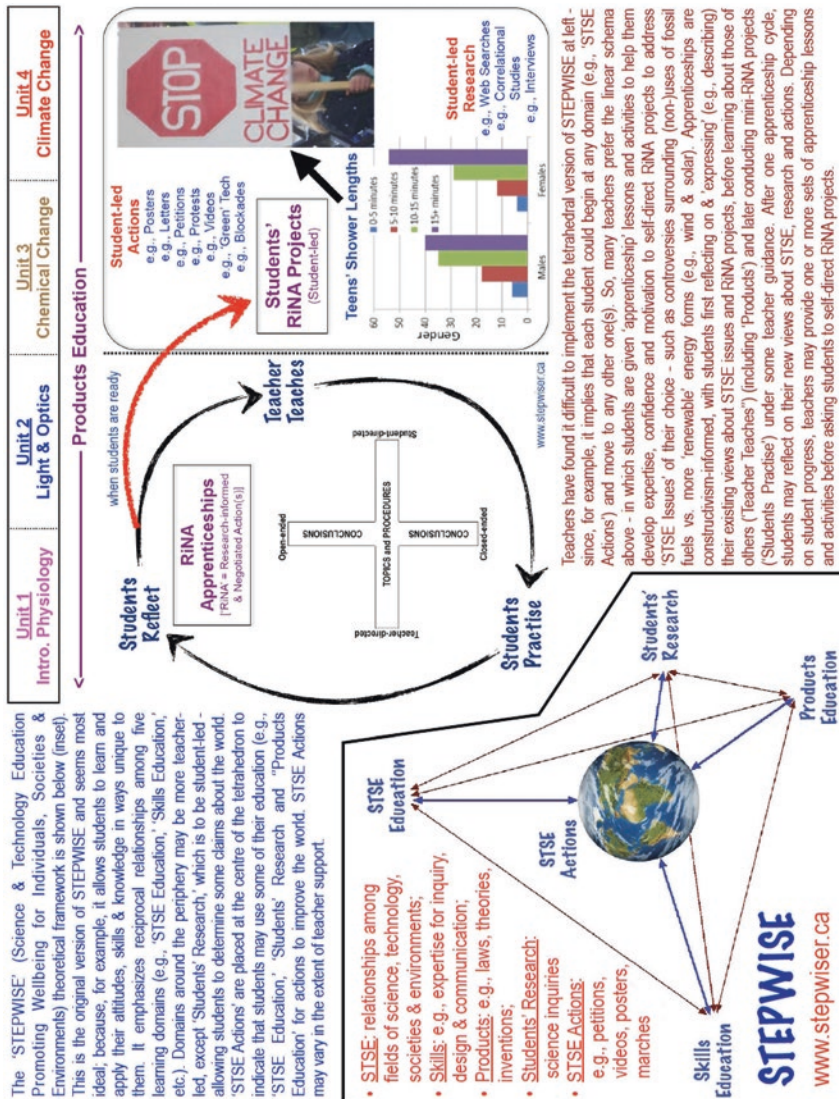 The 'STEPWISE' (Science & Technology Education
Promoting Wellbeing for Individuals, Societies &
Environments) theoretical framework is shown below (inset).
This is the original version of STEPWISE and seems most
ideal; because, for example, it allows students to learn and
apply their attitudes, skills & knowledge in ways unique to
them. It emphasizes reciprocal relationships among five
learning domains (e.g., 'STSE Education,' 'Skills Education,'
etc.). Domains around the periphery may be more teacher-
led, except 'Students' Research,' which is to be student-led -
allowing students to determine some claims about the world.
'STSE Actions' are placed at the centre of the tetrahedron to
indicate that students may use some of their education (e.g.,
'STSE Education,' 'Students' Research and "Products
Education' for actions to improve the world. STSE Actions
may vary in the extent of teacher support.
Unit 1
Intro. Physiology
Unit 2
Light & Optics
Unit 3
Chemical Change
Unit 4
Climate Change
Products Education
when students are ready
Students
Reflect
RiNA
Apprenticeships
['RiNA' = Research-informed
& Negotiated Action(s)]
Teacher
Teaches
Open-ended
CONCLUSIONS
Teacher-directed
TOPICS and PROCEDURES
Student-directed
CONCLUSIONS
Closed-ended
Students
Practise
www.stepwiser.ca
Student-led
Actions
e.g., Posters
e.g., Letters
e.g., Petitions
e.g., Protests
e.g., Videos
e.g., 'Green' Tech
e.g., Blockades
STOP
CLIMATE
CHANGE
Students'
RiNA Projects
(Student-led)
Teens' Shower Lengths
0-5 minutes
5-10 minutes
10-15 minutes
15+ minutes
60
50
40
30
20
10
0
Gender
Males
Females
Student-led
Research
e.g., Web Searches
e.g., Correlational
Studies
e.g., Interviews
• STSE: relationships among
fields of science, technology,
societies & environments;
• Skills: e.g., expertise for inquiry,
design & communication;
• Products: e.g., laws, theories,
inventions;
• Students' Research:
science inquiries
• STSE Actions:
e.g., petitions,
videos, posters,
marches
STSE
Education
STSE
Actions
Students'
Research
Skills
Education
Products
Education
STEPWISE
www.stepwiser.ca
Teachers have found it difficult to implement the tetrahedral version of STEPWISE at left -
since, for example, it implies that each student could begin at any domain (e.g., 'STSE
Actions') and move to any other one(s). So, many teachers prefer the linear schema
above - in which students are given 'apprenticeship' lessons and activities to help them
develop expertise, confidence and motivation to self-direct RiNA projects to address
'STSE Issues' of their choice - such as controversies surrounding (non-)uses of fossil
fuels vs. more 'renewable' energy forms (e.g., wind & solar). Apprenticeships are
constructivism-informed, with students first reflecting on & 'expressing' (e.g., describing)
their existing views about STSE issues and RiNA projects, before learning about those of
others ('Teacher Teaches") (including 'Products') and later conducting mini-RiNA projects
('Students Practise') under some teacher guidance. After one apprenticeship cycle,
students may reflect on their new views about STSE, research and actions. Depending
on student progress, teachers may provide one or more sets of apprenticeship lessons
and activities before asking students to self-direct RiNA projects.